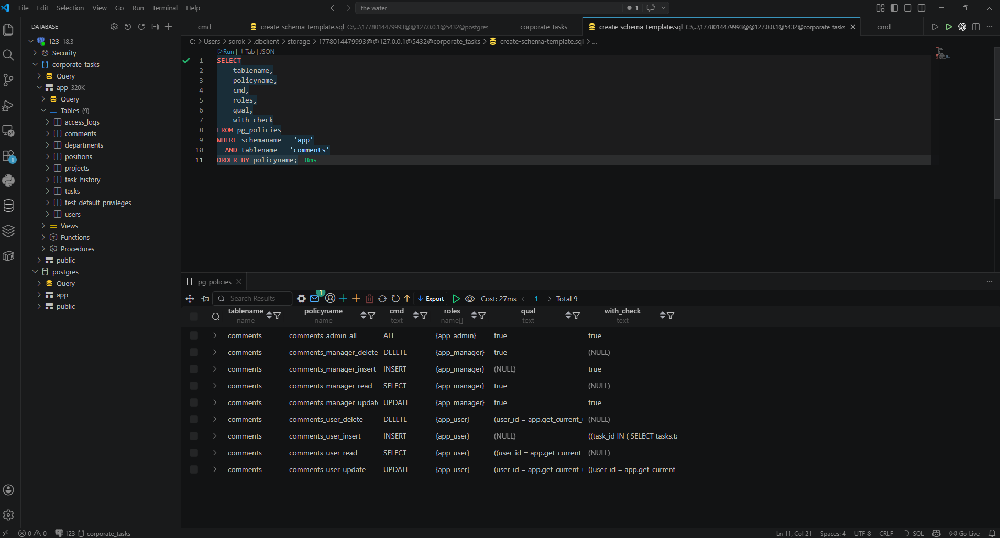 File Edit Selection View Go Run Terminal Help
the water
1
DATABASE
cmd
create-schema-template.sql C:\...\1778014479993@@127.0.0.1@5432@postgres
corporate_tasks
create-schema-template.sql C:\...\1778014479993@@127.0.0.1@5432@corporate_tasks
cmd
C: > Users > sorok > .dbclient > storage > 1778014479993@@127.0.0.1@5432@corporate_tasks > create-schema-template.sql > ...
123 18.3
Security
corporate_tasks
Query
app 320K
Query
Tables (9)
access_logs
comments
departments
positions
projects
task_history
tasks
test_default_privileges
users
Views
Functions
Procedures
public
postgres
Query
app
public
1
Run | +Tab | JSON
1 SELECT
2 tablename,
3 policyname,
4 cmd,
5 roles,
6 qual,
7 with_check
8 FROM pg_policies
9 WHERE schemaname = 'app'
10 AND tablename = 'comments'
11 ORDER BY policyname; 8ms
pg_policies
Search Results
1
Export
Cost: 27ms < 1 > Total 9
tablename policyname cmd roles qual with_check
name name text name[] text text
comments comments_admin_all ALL {app_admin} true true
comments comments_manager_delete DELETE {app_manager} true (NULL)
comments comments_manager_insert INSERT {app_manager} (NULL) true
comments comments_manager_read SELECT {app_manager} true (NULL)
comments comments_manager_update UPDATE {app_manager} true true
comments comments_user_delete DELETE {app_user} (user_id = app.get_current_u (NULL)
comments comments_user_insert INSERT {app_user} (NULL) ((task_id IN ( SELECT tasks.ta
comments comments_user_read SELECT {app_user} ((user_id = app.get_current_ (NULL)
comments comments_user_update UPDATE {app_user} (user_id = app.get_current_u ((user_id = app.get_current_
0 0 123 corporate_tasks
Ln 11, Col 21 Spaces: 4 UTF-8 CRLF SQL Go Live